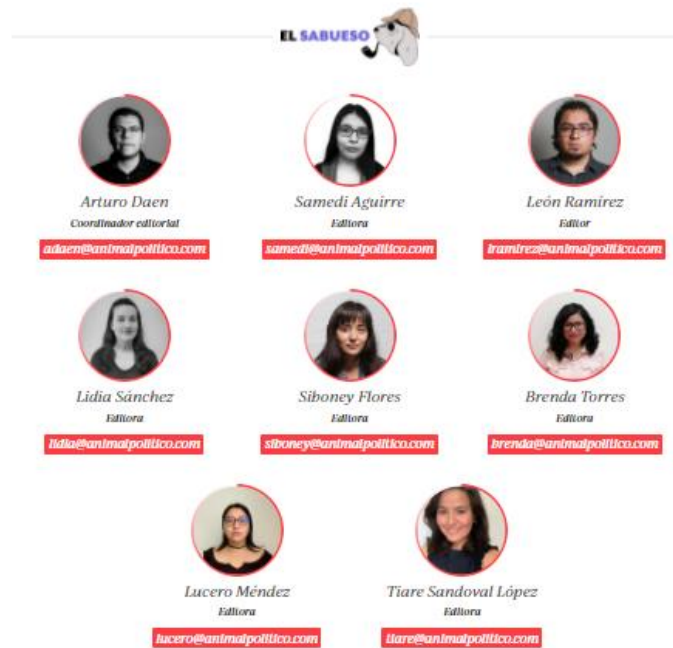 EL SABUESO
Arturo Daen
Coordinador editorial
adaen@animalpolitico.com
Samedi Aguirre
Editora
samedi@animalpolitico.com
León Ramírez
Editor
lramirez@animalpolitico.com
Lidia Sánchez
Editora
lidia@animalpolitico.com
Siboney Flores
Editora
siboney@animalpolitico.com
Brenda Torres
Editora
brenda@animalpolitico.com
Lucero Méndez
Editora
lucero@animalpolitico.com
Tiare Sandoval López
Editora
tiare@animalpolitico.com